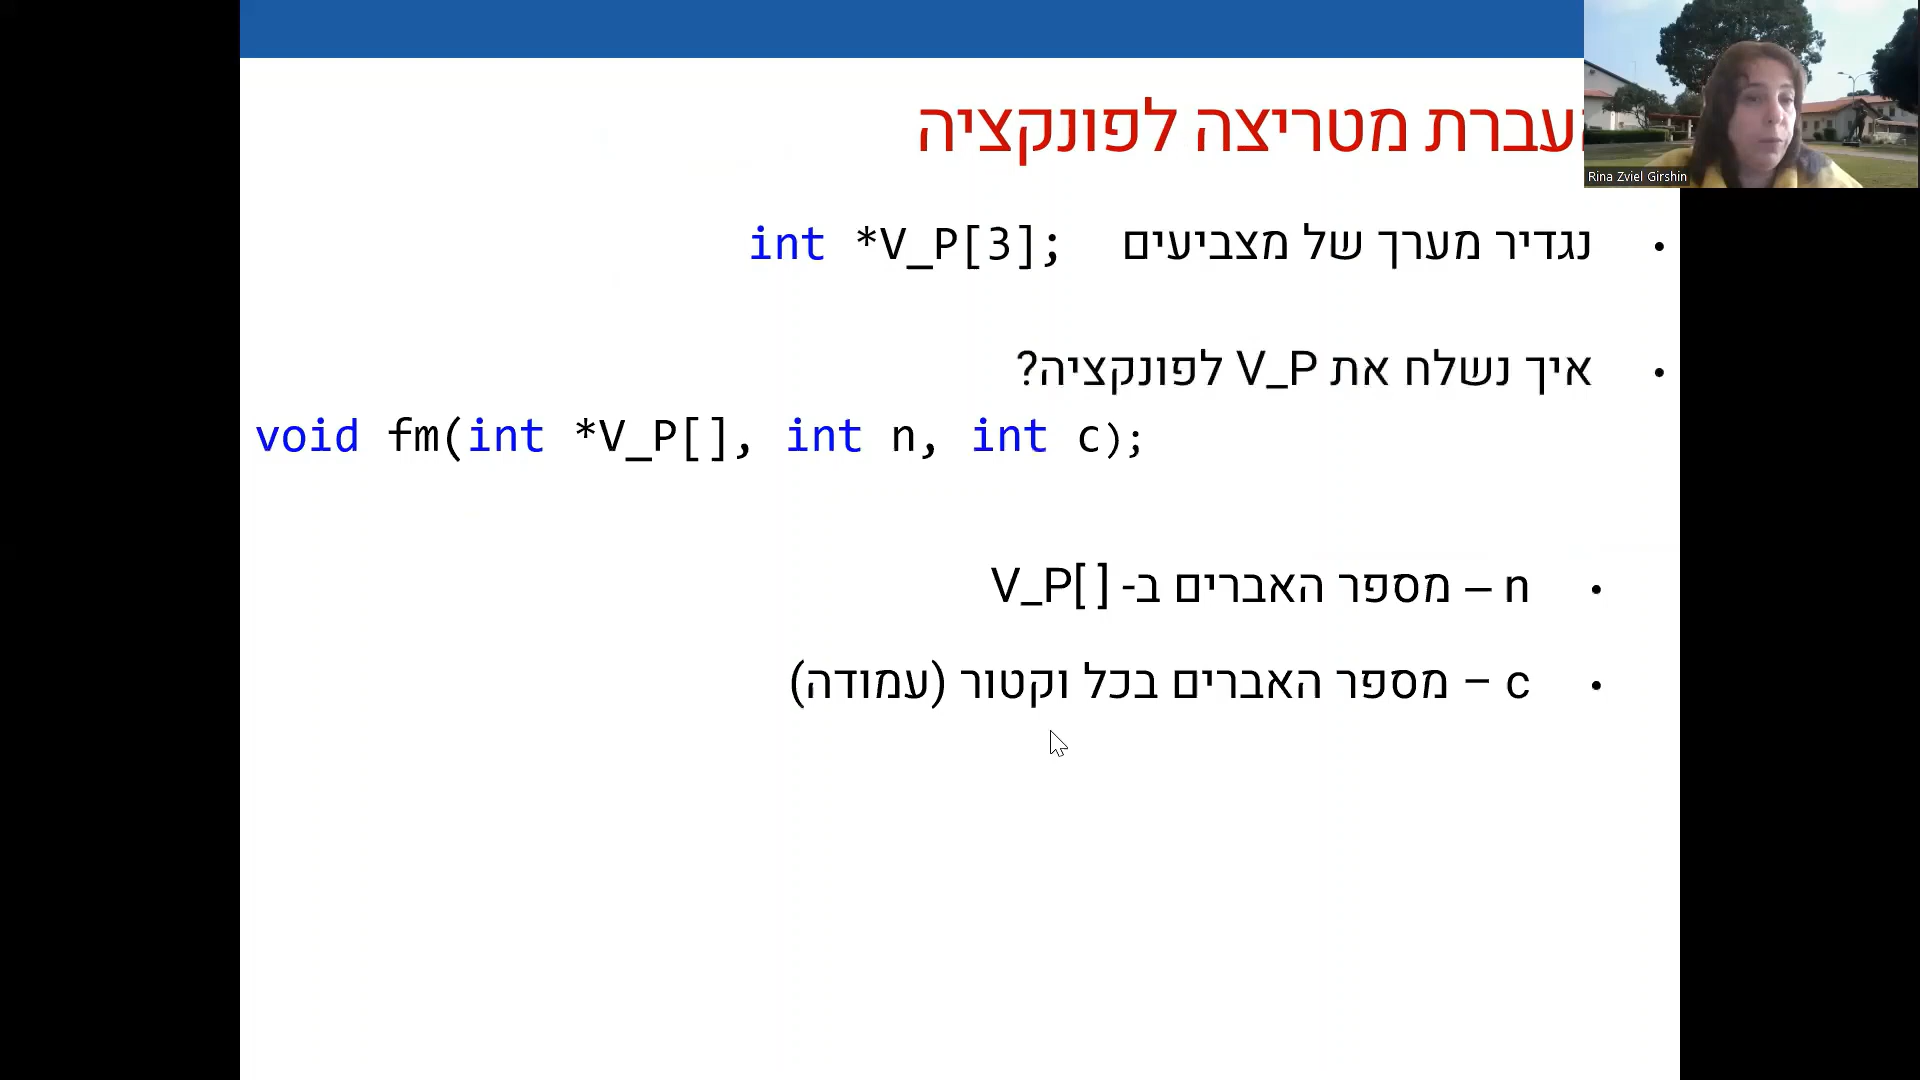 העברת מטריצה לפונקציה
Rina Zviel Girshin
• נגדיר מערך של מצביעים int *V_P[3];
• איך נשלח את V_P לפונקציה?
void fm(int *V_P[], int n, int c);
• n – מספר האברים ב- V_P[]
• c – מספר האברים בכל וקטור (עמודה)